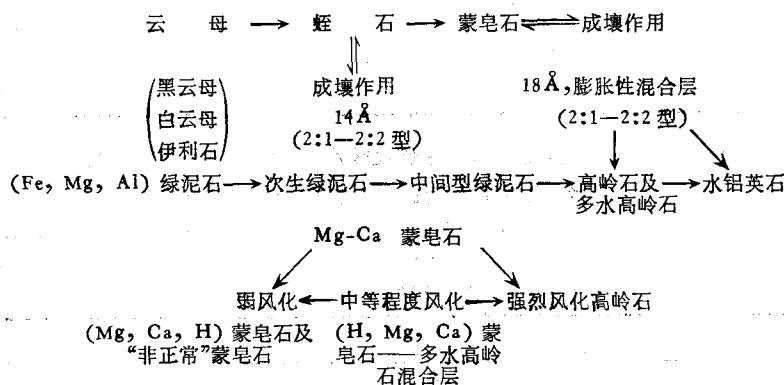 云母 → 蛭石 → 蒙皂石 ⇌ 成壤作用
黑云母
白云母
伊利石
成壤作用
14Å
(2:1—2:2 型)
18Å,膨胀性混合层
(2:1—2:2 型)
(Fe, Mg, Al) 绿泥石 → 次生绿泥石 → 中间型绿泥石 → 高岭石及多水高岭石 → 水铝英石
Mg-Ca 蒙皂石
弱风化 ← 中等程度风化 → 强烈风化高岭石
(Mg, Ca, H) 蒙皂石及
“非正常”蒙皂石
(H, Mg, Ca) 蒙
皂石——多水高岭
石混合层